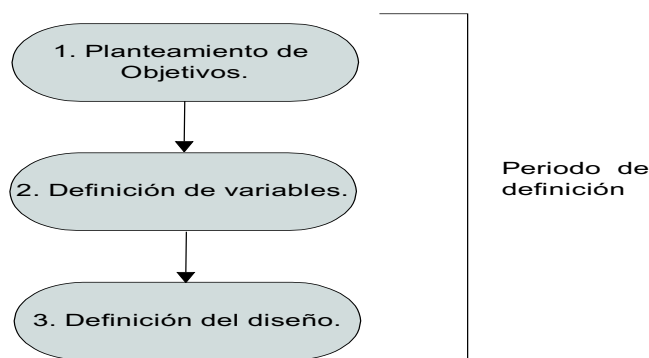 1. Planteamiento de
Objetivos.
2. Definición de variables.
Periodo de
definición
3. Definición del diseño.